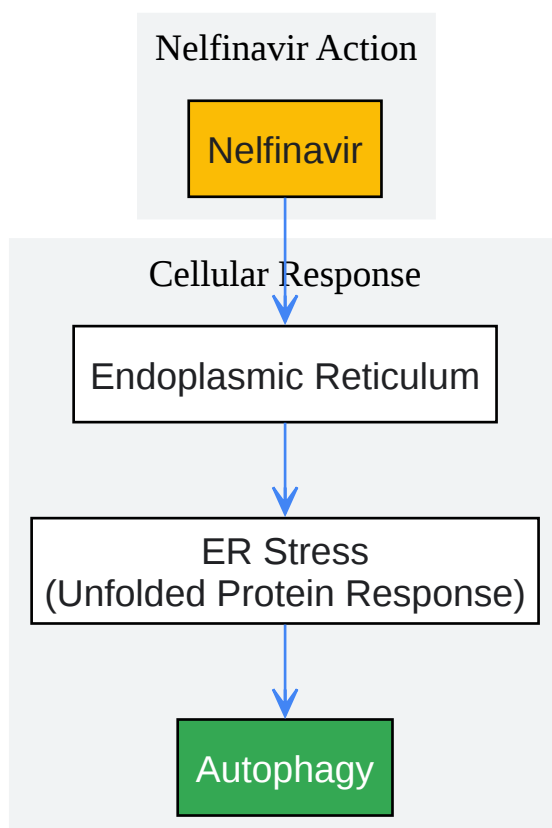 Nelfinavir Action
Nelfinavir
Cellular Response
Endoplasmic Reticulum
ER Stress
(Unfolded Protein Response)
Autophagy